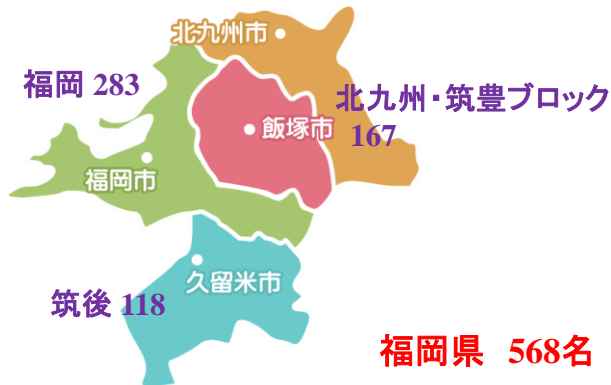 北九州市
福岡 283
北九州・筑豊ブロック
167
飯塚市
福岡市
久留米市
筑後 118
福岡県 568名